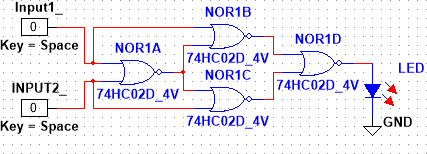 Input1_
0
Key = Space
NOR1B
74HC02D_4V
NOR1A
74HC02D_4V
NOR1D
74HC02D_4V
INPUT2_
0
Key = Space
NOR1C
74HC02D_4V
LED
GND